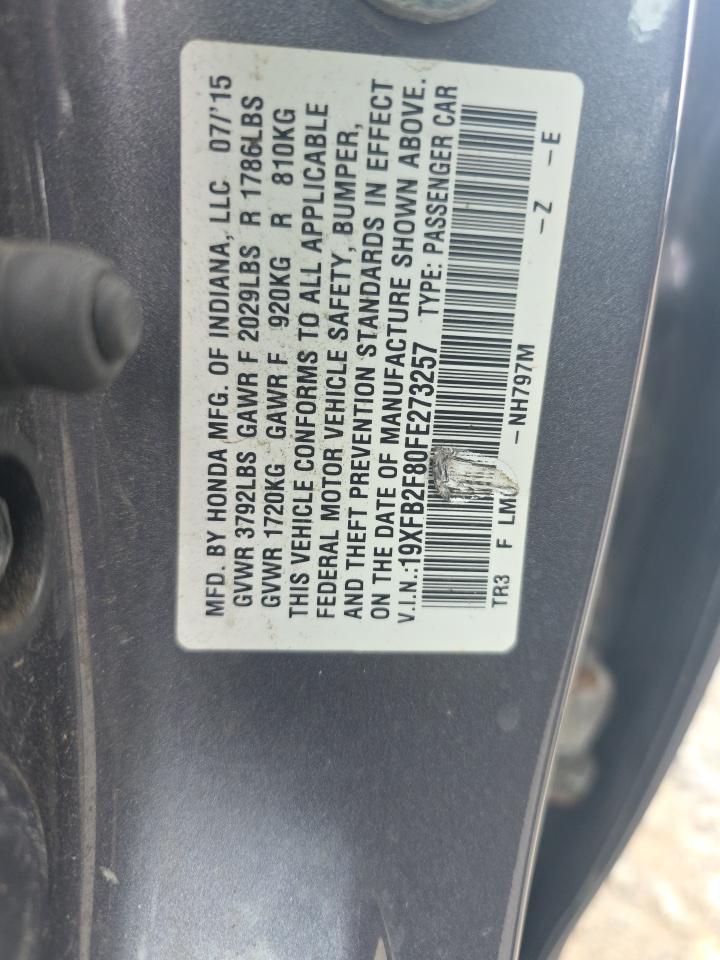 MFD. BY HONDA MFG. OF INDIANA, LLC 07/'15
GVWR 3792LBS GAWR F 2029LBS R 1786LBS
GVWR 1720KG GAWR F 920KG R 810KG
THIS VEHICLE CONFORMS TO ALL APPLICABLE
FEDERAL MOTOR VEHICLE SAFETY, BUMPER,
AND THEFT PREVENTION STANDARDS IN EFFECT
ON THE DATE OF MANUFACTURE SHOWN ABOVE.
V.I.N.:19XFB2F80FE273257 TYPE: PASSENGER CAR
TR3 F LM -NH797M -Z -E